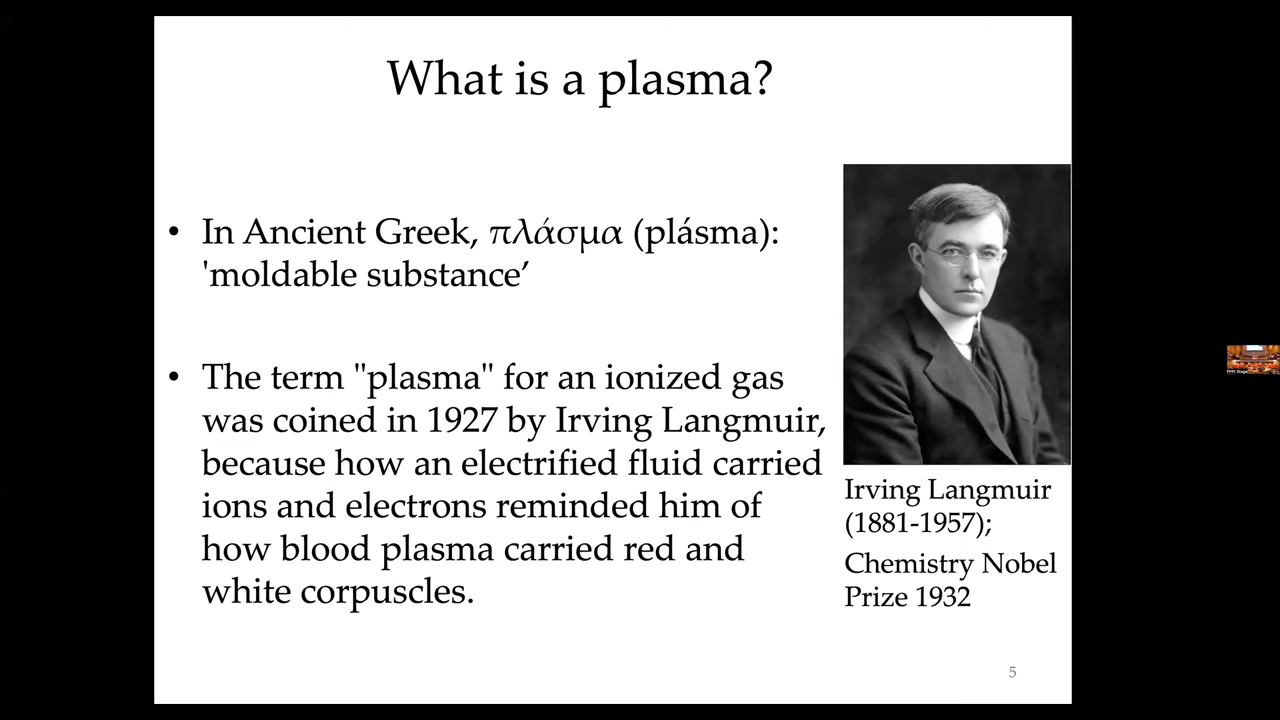 What is a plasma?
• In Ancient Greek, πλάσμα (plásma):
'moldable substance’
• The term "plasma" for an ionized gas
was coined in 1927 by Irving Langmuir,
because how an electrified fluid carried
ions and electrons reminded him of
how blood plasma carried red and
white corpuscles.
Irving Langmuir
(1881-1957);
Chemistry Nobel
Prize 1932
5